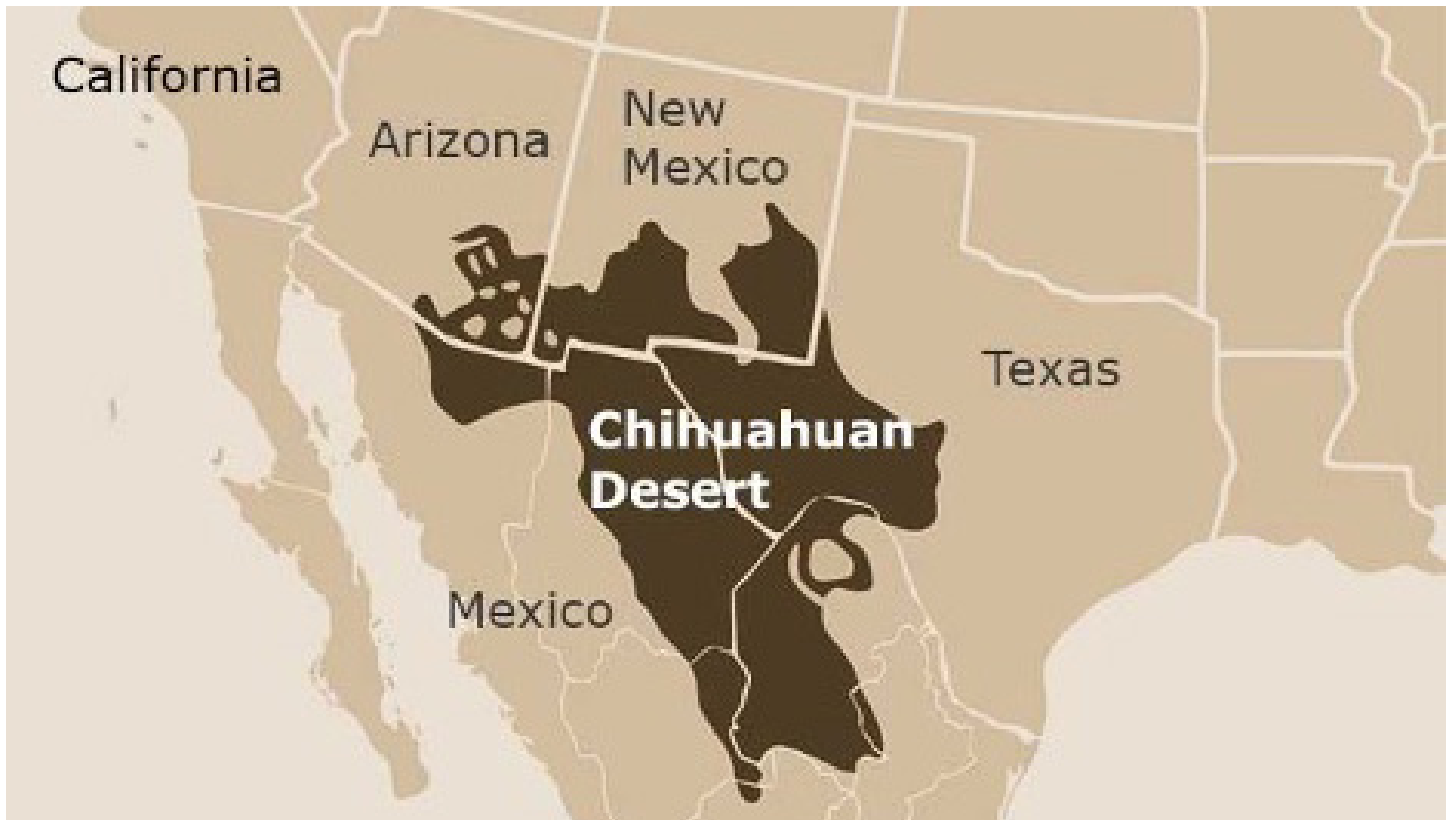 California
Arizona
New
Mexico
Texas
Chihuahuan
Desert
Mexico